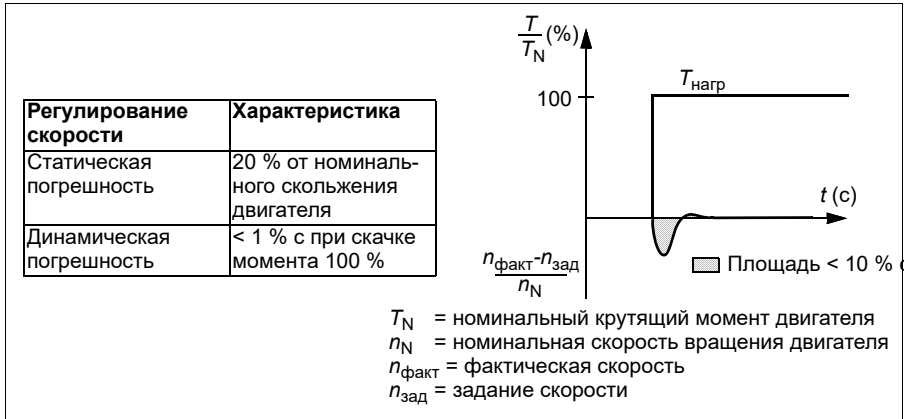 Регулирование скорости
Характеристика
Статическая погрешность
20 % от номиналь-
ного скольжения
двигателя
Динамическая погрешность
< 1 % с при скачке
момента 100 %
T
T_N (%)
100
T_нагр
t (с)
n_факт-n_зад
n_N
Площадь < 10 % с
T_N = номинальный крутящий момент двигателя
n_N = номинальная скорость вращения двигателя
n_факт = фактическая скорость
n_зад = задание скорости